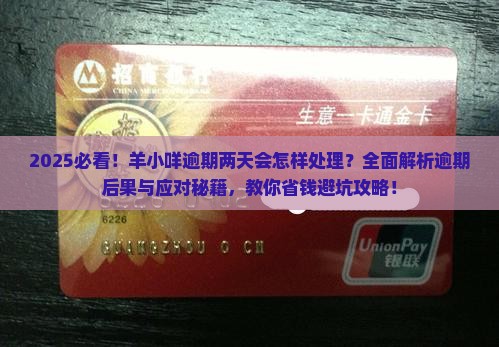 招商银行
CHINA MERCHANTS BANK
生意一卡通金卡
2025必看！羊小咩逾期两天会怎样处理？全面解析逾期
后果与应对秘籍，教你省钱避坑攻略！
6226
GUANGZHOU O CM
UnionPay
银联